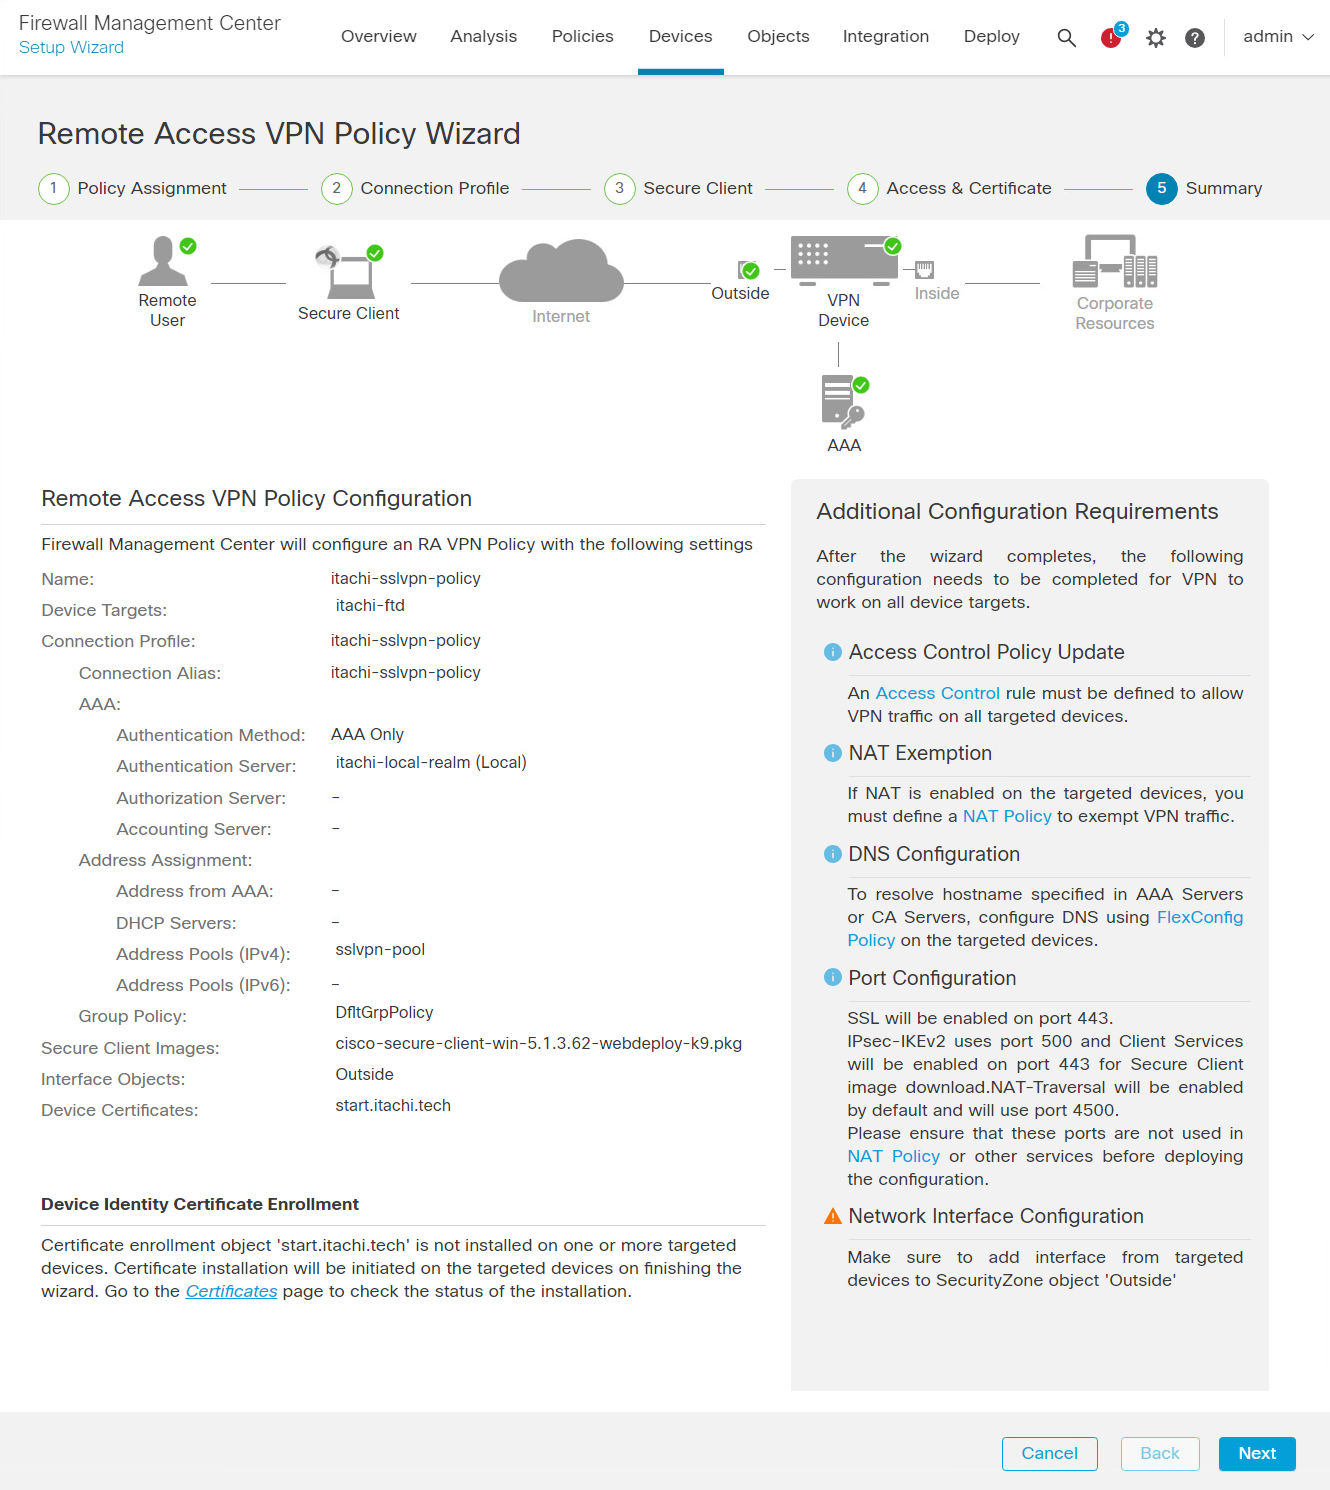 Firewall Management Center
Setup Wizard
Overview Analysis Policies Devices Objects Integration Deploy 3 admin
Remote Access VPN Policy Wizard
1 Policy Assignment 2 Connection Profile 3 Secure Client 4 Access & Certificate 5 Summary
Remote
User
Secure Client
Internet
Outside
VPN
Device
Inside
Corporate
Resources
AAA
Remote Access VPN Policy Configuration
Firewall Management Center will configure an RA VPN Policy with the following settings
Name: itachi-sslvpn-policy
Device Targets: itachi-ftd
Connection Profile: itachi-sslvpn-policy
Connection Alias: itachi-sslvpn-policy
AAA:
Authentication Method: AAA Only
Authentication Server: itachi-local-realm (Local)
Authorization Server: –
Accounting Server: –
Address Assignment:
Address from AAA: –
DHCP Servers: –
Address Pools (IPv4): sslvpn-pool
Address Pools (IPv6): –
Group Policy: DfltGrpPolicy
Secure Client Images: cisco-secure-client-win-5.1.3.62-webdeploy-k9.pkg
Interface Objects: Outside
Device Certificates: start.itachi.tech
Device Identity Certificate Enrollment
Certificate enrollment object 'start.itachi.tech' is not installed on one or more targeted
devices. Certificate installation will be initiated on the targeted devices on finishing the
wizard. Go to the Certificates page to check the status of the installation.
Additional Configuration Requirements
After the wizard completes, the following
configuration needs to be completed for VPN to
work on all device targets.
Access Control Policy Update
An Access Control rule must be defined to allow
VPN traffic on all targeted devices.
NAT Exemption
If NAT is enabled on the targeted devices, you
must define a NAT Policy to exempt VPN traffic.
DNS Configuration
To resolve hostname specified in AAA Servers
or CA Servers, configure DNS using FlexConfig
Policy on the targeted devices.
Port Configuration
SSL will be enabled on port 443.
IPsec-IKEv2 uses port 500 and Client Services
will be enabled on port 443 for Secure Client
image download.NAT-Traversal will be enabled
by default and will use port 4500.
Please ensure that these ports are not used in
NAT Policy or other services before deploying
the configuration.
Network Interface Configuration
Make sure to add interface from targeted
devices to SecurityZone object 'Outside'
Cancel Back Next